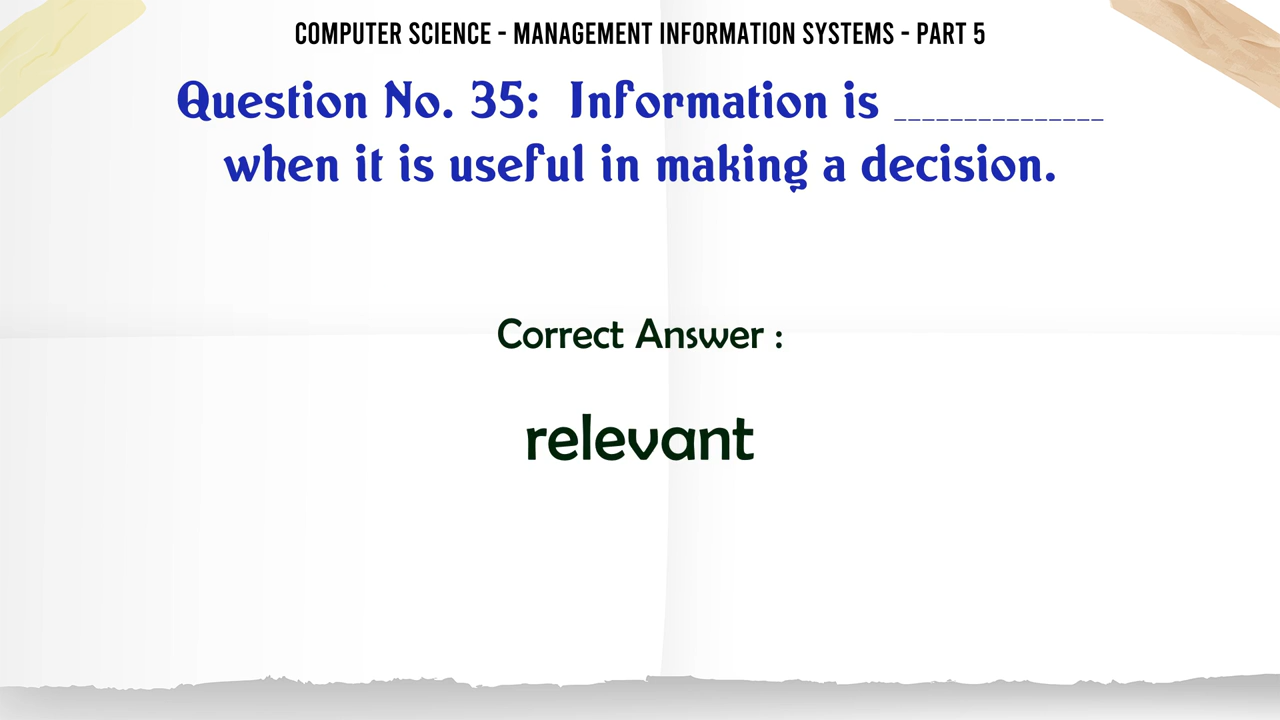 COMPUTER SCIENCE - MANAGEMENT INFORMATION SYSTEMS - PART 5
Question No. 35: Information is _______________
when it is useful in making a decision.
Correct Answer :
relevant